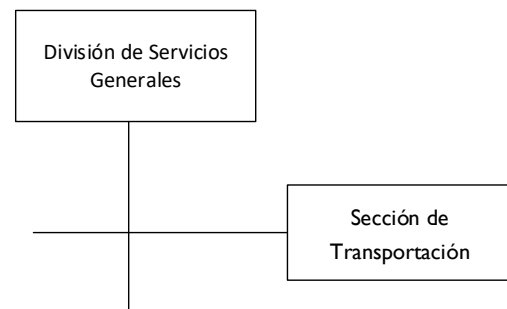 División de Servicios
Generales
Sección de
Transportación